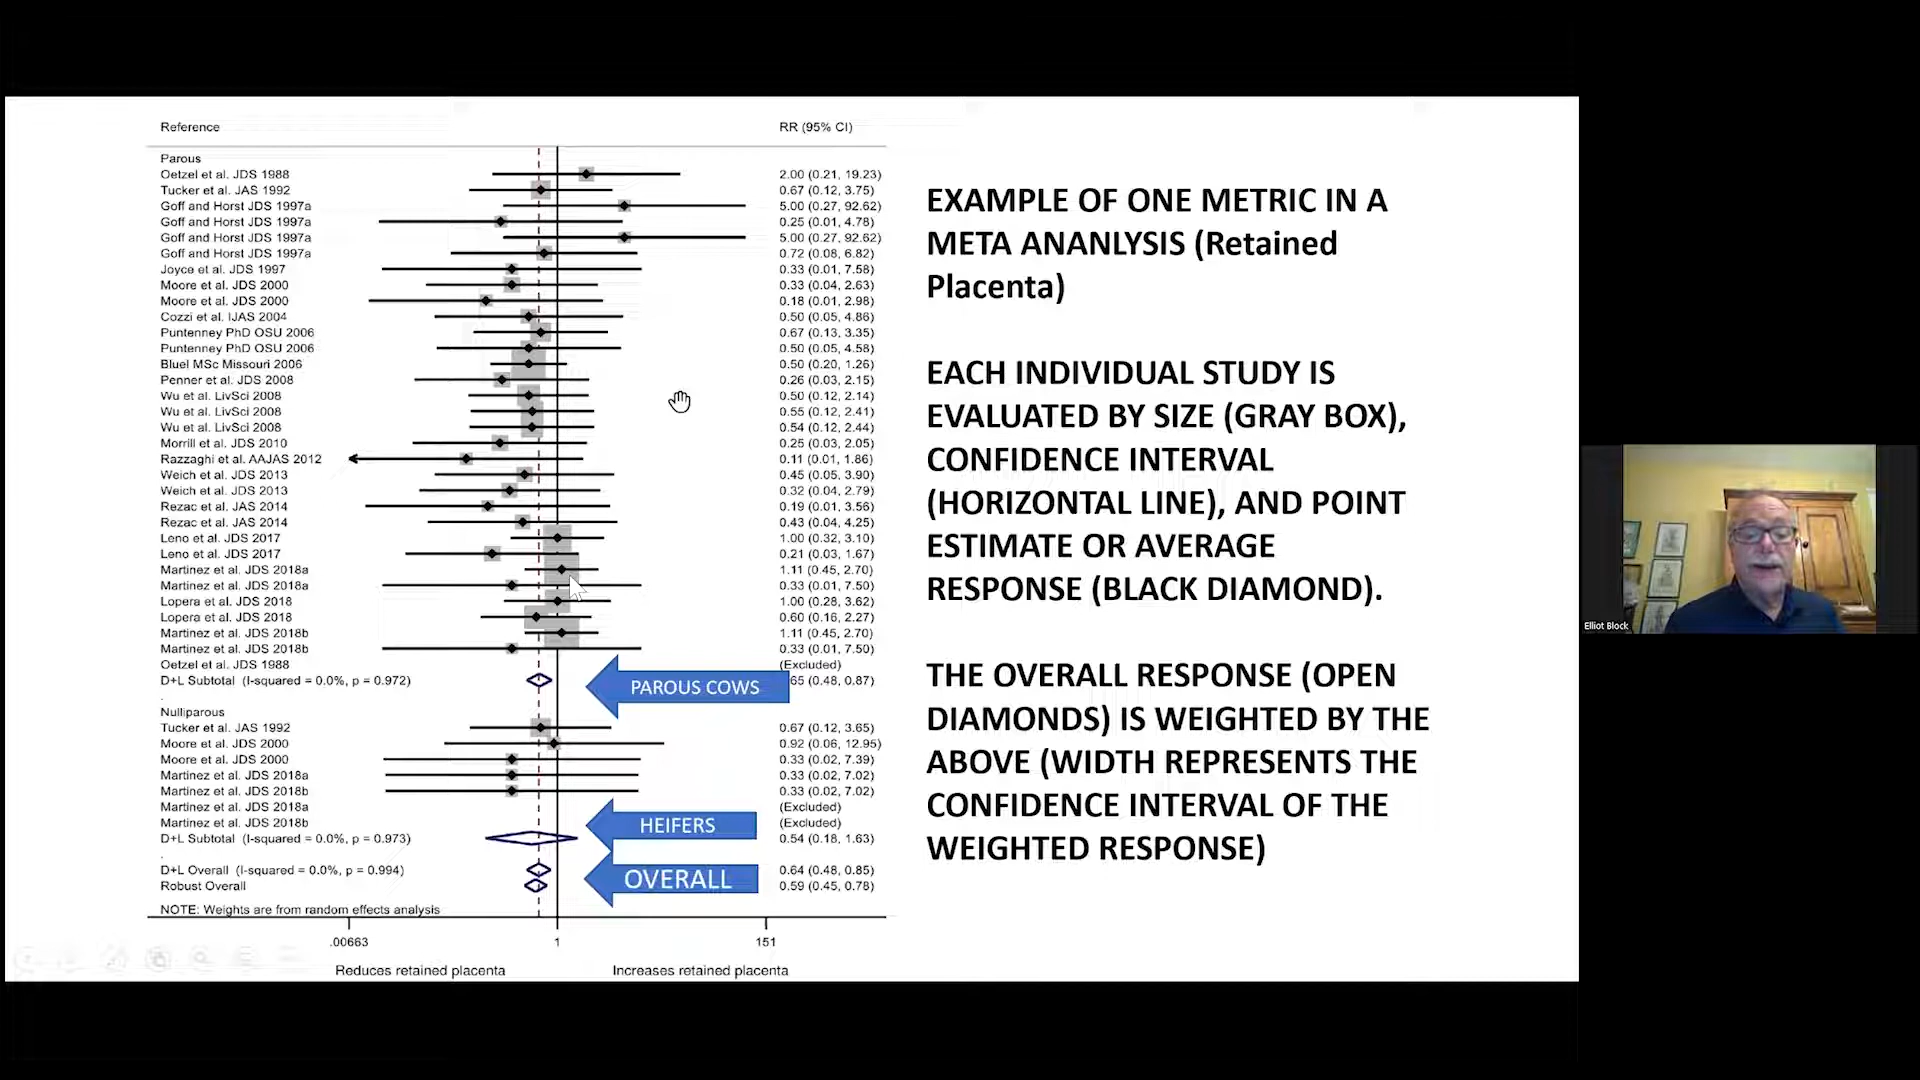 Reference RR (95% CI)
Parous
Oetzel et al. JDS 1988 2.00 (0.21, 19.23)
Tucker et al. JAS 1992 0.67 (0.12, 3.75)
Goff and Horst JDS 1997a 5.00 (0.27, 92.62)
Goff and Horst JDS 1997a 0.25 (0.01, 4.78)
Goff and Horst JDS 1997a 5.00 (0.27, 92.62)
Goff and Horst JDS 1997a 0.72 (0.08, 6.82)
Joyce et al. JDS 1997 0.33 (0.01, 7.58)
Moore et al. JDS 2000 0.33 (0.04, 2.63)
Moore et al. JDS 2000 0.18 (0.01, 2.98)
Cozzi et al. IJAS 2004 0.50 (0.05, 4.86)
Puntenney PhD OSU 2006 0.67 (0.13, 3.35)
Puntenney PhD OSU 2006 0.50 (0.05, 4.58)
Bluel MSc Missouri 2006 0.50 (0.20, 1.26)
Penner et al. JDS 2008 0.26 (0.03, 2.15)
Wu et al. LivSci 2008 0.50 (0.12, 2.14)
Wu et al. LivSci 2008 0.55 (0.12, 2.41)
Wu et al. LivSci 2008 0.54 (0.12, 2.44)
Morrill et al. JDS 2010 0.25 (0.03, 2.05)
Razzaghi et al. AAJAS 2012 0.11 (0.01, 1.86)
Weich et al. JDS 2013 0.45 (0.05, 3.90)
Weich et al. JDS 2013 0.32 (0.04, 2.79)
Rezac et al. JAS 2014 0.19 (0.01, 3.56)
Rezac et al. JAS 2014 0.43 (0.04, 4.25)
Leno et al. JDS 2017 1.00 (0.32, 3.10)
Leno et al. JDS 2017 0.21 (0.03, 1.67)
Martinez et al. JDS 2018a 1.11 (0.45, 2.70)
Martinez et al. JDS 2018a 0.33 (0.01, 7.50)
Lopera et al. JDS 2018 1.00 (0.28, 3.62)
Lopera et al. JDS 2018 0.60 (0.16, 2.27)
Martinez et al. JDS 2018b 1.11 (0.45, 2.70)
Martinez et al. JDS 2018b 0.33 (0.01, 7.50)
Oetzel et al. JDS 1988 (Excluded)
D+L Subtotal (I-squared = 0.0%, p = 0.972) 65 (0.48, 0.87)
PAROUS COWS
.
Nulliparous
Tucker et al. JAS 1992 0.67 (0.12, 3.65)
Moore et al. JDS 2000 0.92 (0.06, 12.95)
Moore et al. JDS 2000 0.33 (0.02, 7.39)
Martinez et al. JDS 2018a 0.33 (0.02, 7.02)
Martinez et al. JDS 2018b 0.33 (0.02, 7.02)
Martinez et al. JDS 2018a (Excluded)
Martinez et al. JDS 2018b (Excluded)
HEIFERS
D+L Subtotal (I-squared = 0.0%, p = 0.973) 0.54 (0.18, 1.63)
.
D+L Overall (I-squared = 0.0%, p = 0.994) 0.64 (0.48, 0.85)
OVERALL
Robust Overall 0.59 (0.45, 0.78)
NOTE: Weights are from random effects analysis
.00663 1 151
Reduces retained placenta Increases retained placenta
EXAMPLE OF ONE METRIC IN A
META ANANLYSIS (Retained
Placenta)
EACH INDIVIDUAL STUDY IS
EVALUATED BY SIZE (GRAY BOX),
CONFIDENCE INTERVAL
(HORIZONTAL LINE), AND POINT
ESTIMATE OR AVERAGE
RESPONSE (BLACK DIAMOND).
THE OVERALL RESPONSE (OPEN
DIAMONDS) IS WEIGHTED BY THE
ABOVE (WIDTH REPRESENTS THE
CONFIDENCE INTERVAL OF THE
WEIGHTED RESPONSE)
Elliot Block